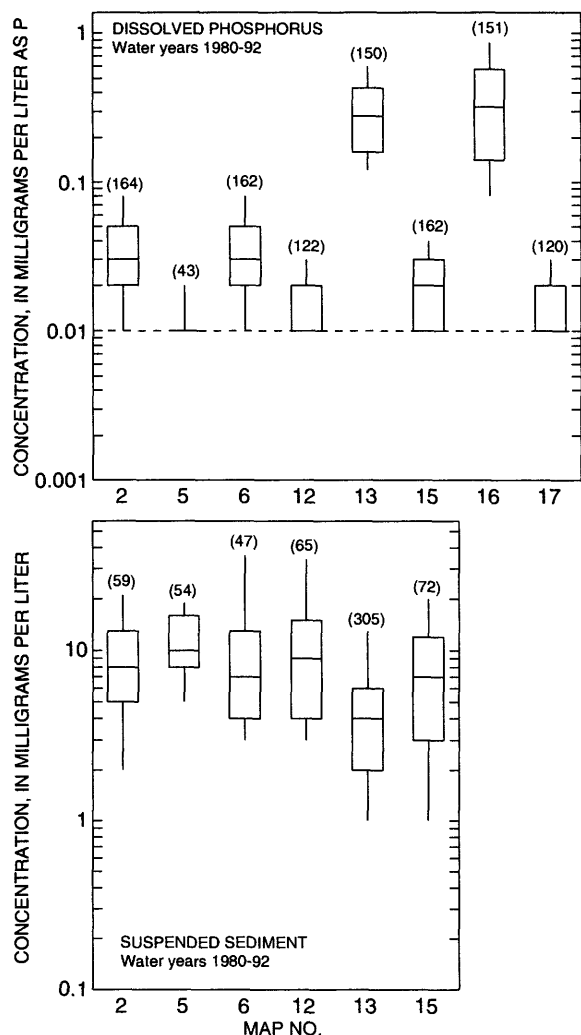 DISSOLVED PHOSPHORUS
Water years 1980-92
CONCENTRATION, IN MILLIGRAMS PER LITER AS P
1
0.1
0.01
0.001
(164)
(43)
(162)
(122)
(150)
(162)
(151)
(120)
2 5 6 12 13 15 16 17
CONCENTRATION, IN MILLIGRAMS PER LITER
10
1
0.1
(59)
(54)
(47)
(65)
(305)
(72)
SUSPENDED SEDIMENT
Water years 1980-92
2 5 6 12 13 15
MAP NO.